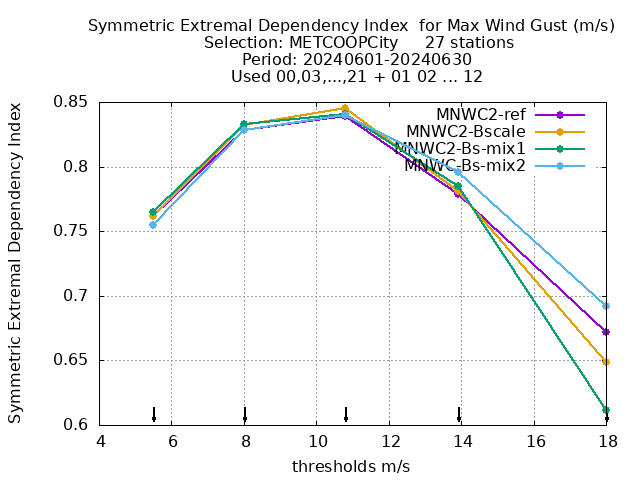 Symmetric Extremal Dependency Index  for Max Wind Gust (m/s)
Selection: METCOOPCity     27 stations
Period: 20240601-20240630
Used 00,03,...,21 + 01 02 ... 12
Symmetric Extremal Dependency Index
0.85
0.8
0.75
0.7
0.65
0.6
MNWC2-ref
MNWC2-Bscale
MNWC2-Bs-mix1
MNWC-Bs-mix2
4 6 8 10 12 14 16 18
thresholds m/s